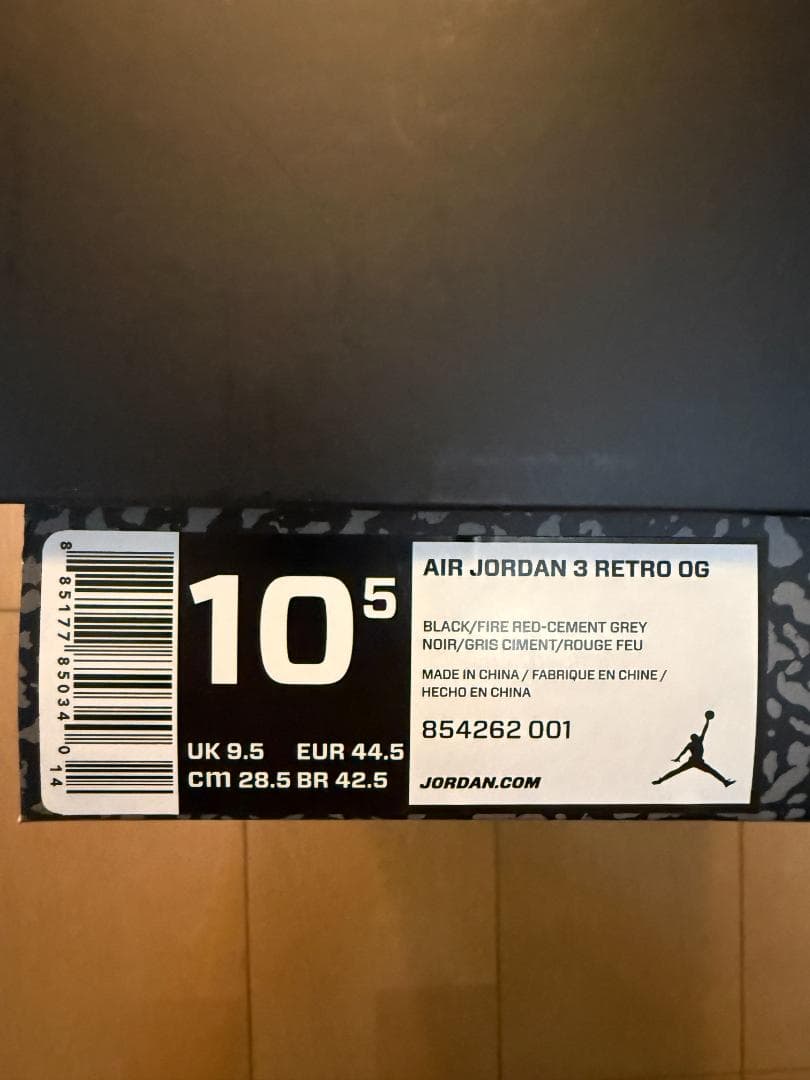 8 85177 85034 0 14
10 5
UK 9.5 EUR 44.5
cm 28.5 BR 42.5
AIR JORDAN 3 RETRO OG
BLACK/FIRE RED-CEMENT GREY
NOIR/GRIS CIMENT/ROUGE FEU
MADE IN CHINA / FABRIQUE EN CHINE /
HECHO EN CHINA
854262 001
JORDAN.COM